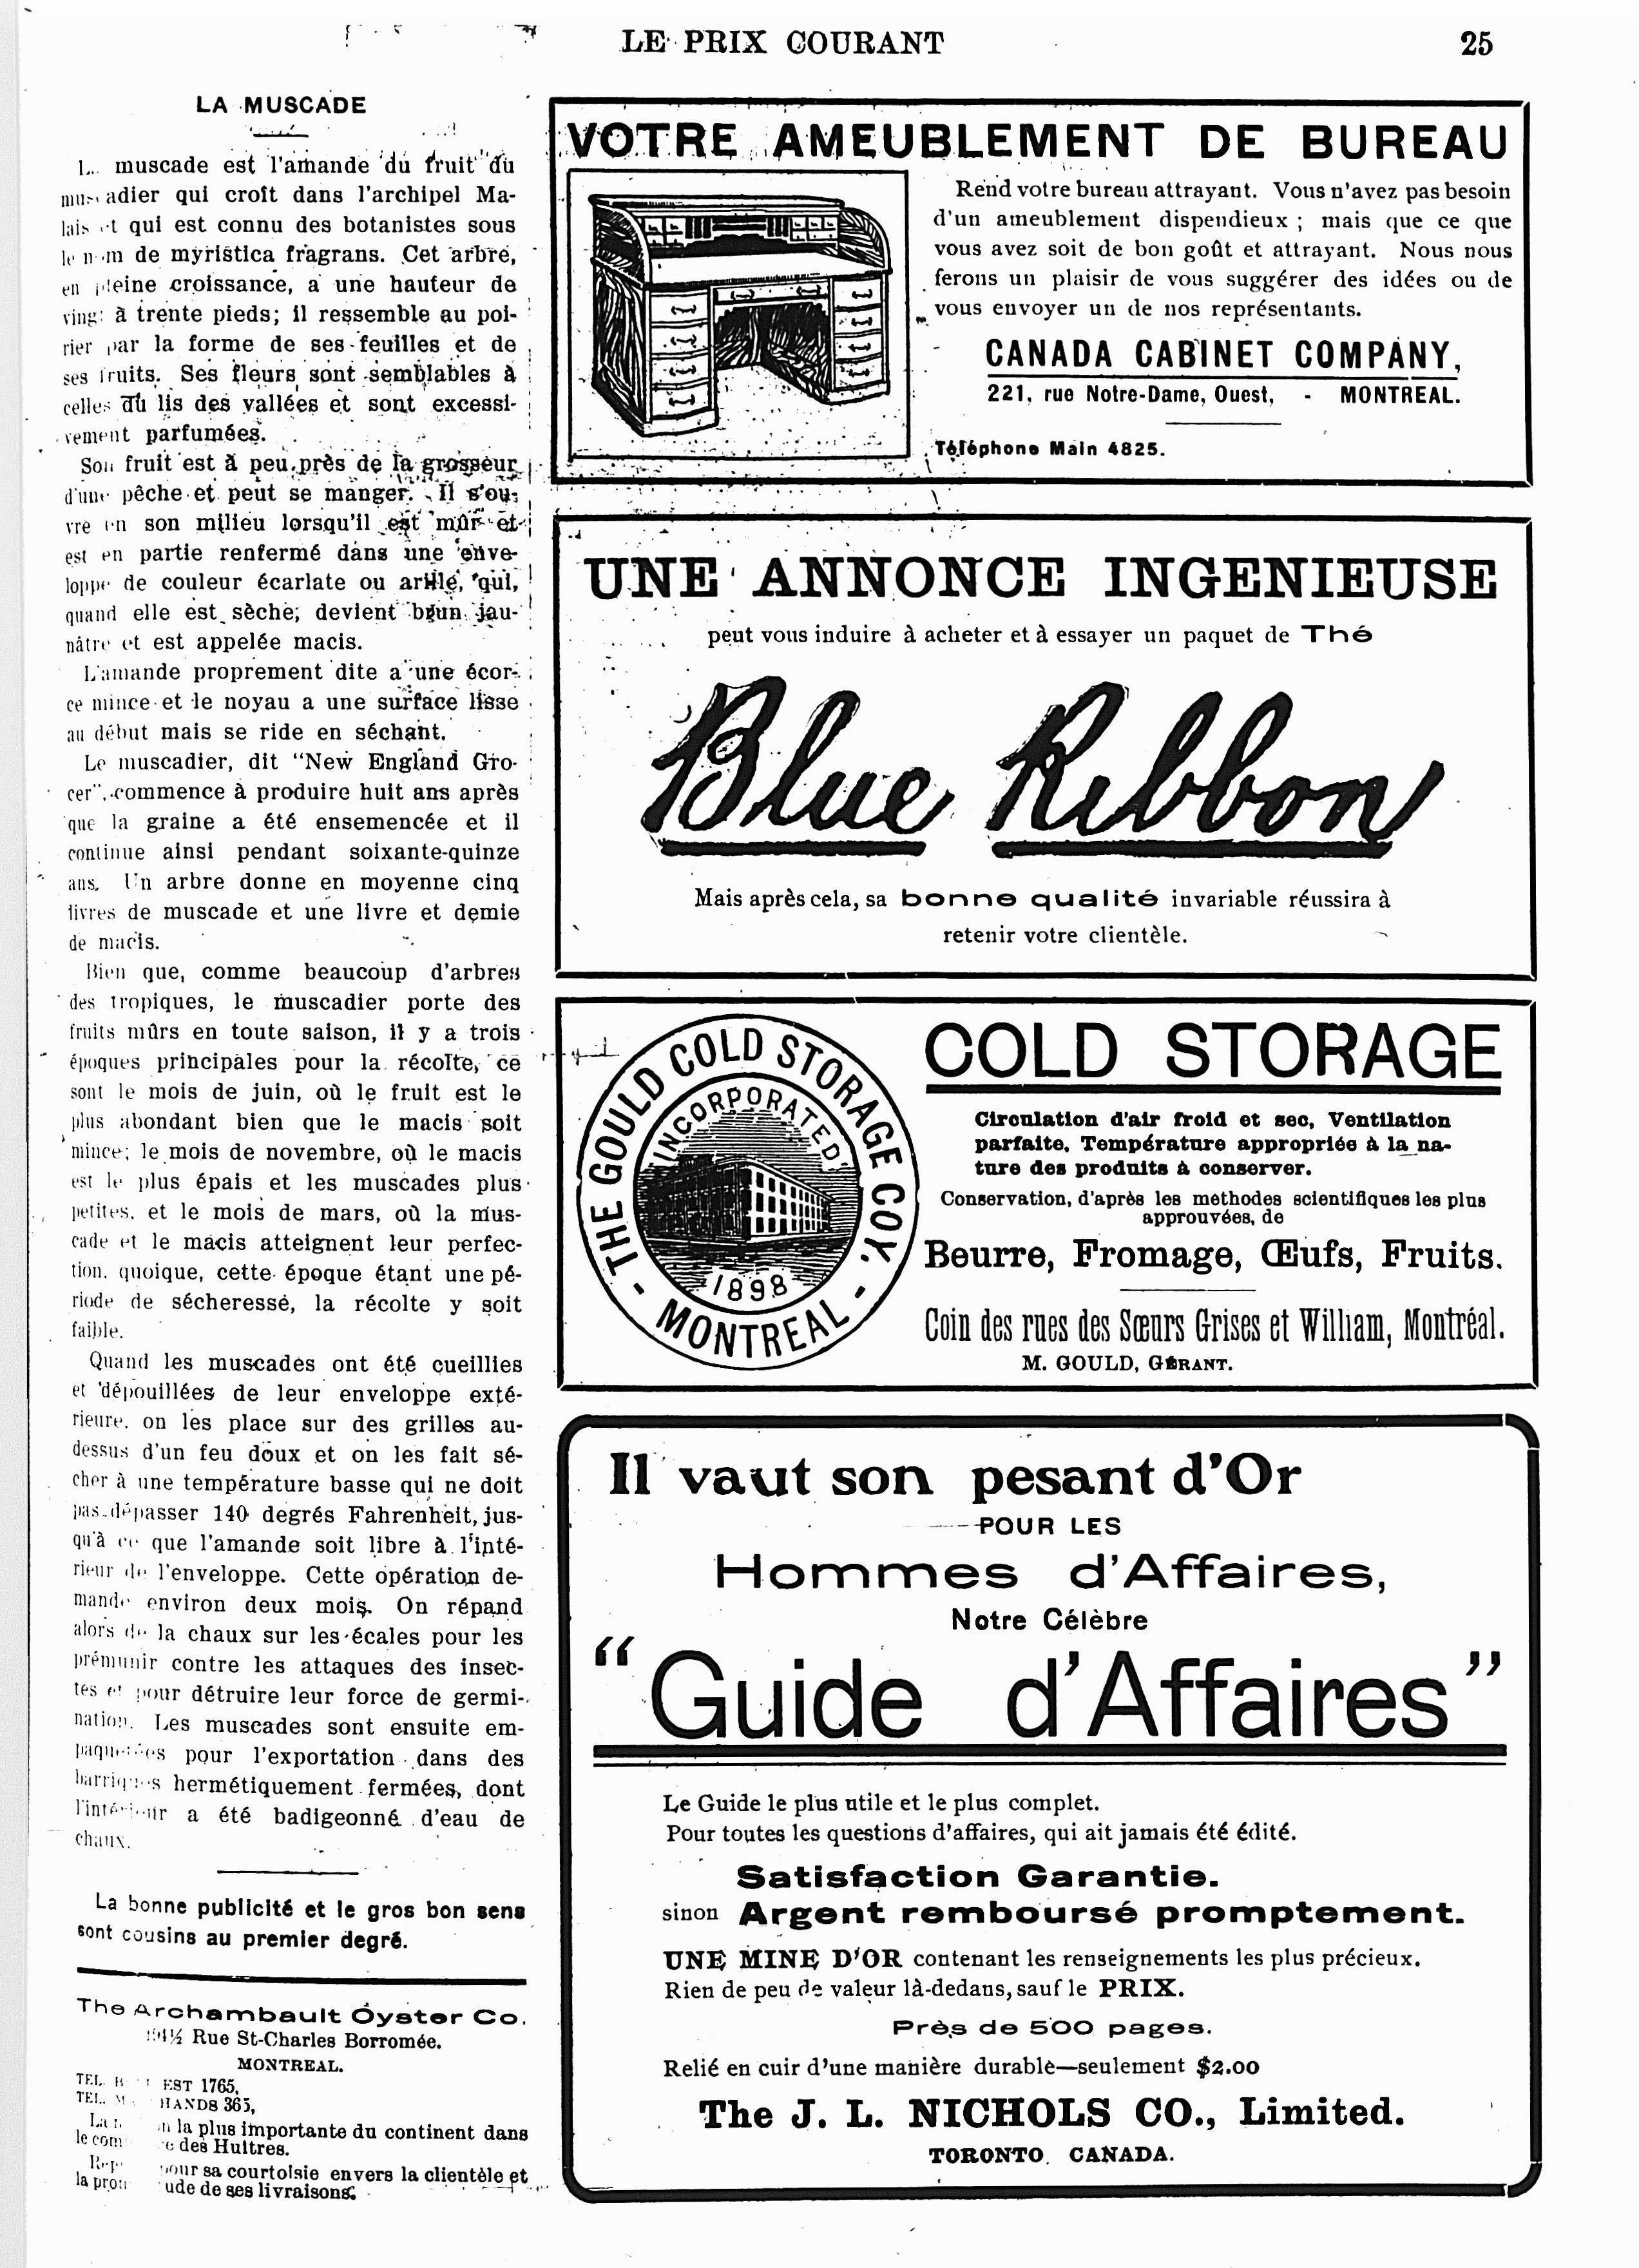 LE PRIX COURANT
25
LA MUSCADE
muscade est l'amande du fruit du
muscadier qui croît dans l'archipel Ma-
lais et qui est connu des botanistes sous
le nom de myristica fragrans. Cet arbre,
en pleine croissance, a une hauteur de
vingt à trente pieds; il ressemble au poi-
rier par la forme de ses feuilles et de
ses fruits. Ses fleurs sont semblables à
celles du lis des vallées et sont excessi-
vement parfumées.
Son fruit est à peu près de la grosseur
d'une pêche et peut se manger. Il s'ou-
vre en son milieu lorsqu'il est mûr et
est en partie renfermé dans une enve-
loppe de couleur écarlate ou arille, qui,
quand elle est sèche, devient brun jau-
nâtre et est appelée macis.
L'amande proprement dite a une écor-
ce mince et le noyau a une surface lisse
au début mais se ride en séchant.
Le muscadier, dit "New England Gro-
cer", commence à produire huit ans après
que la graine a été ensemencée et il
continue ainsi pendant soixante-quinze
ans. Un arbre donne en moyenne cinq
livres de muscade et une livre et demie
de macis.
Bien que, comme beaucoup d'arbres
des tropiques, le muscadier porte des
fruits mûrs en toute saison, il y a trois
époques principales pour la récolte, ce
sont le mois de juin, où le fruit est le
plus abondant bien que le macis soit
mince; le mois de novembre, où le macis
est le plus épais et les muscades plus
petites, et le mois de mars, où la mus-
cade et le macis atteignent leur perfec-
tion, quoique, cette époque étant une pé-
riode de sécheresse, la récolte y soit
faible.
Quand les muscades ont été cueillies
et dépouillées de leur enveloppe exté-
rieure, on les place sur des grilles au-
dessus d'un feu doux et on les fait sé-
cher à une température basse qui ne doit
pas dépasser 140 degrés Fahrenheit, jus-
qu'à ce que l'amande soit libre à l'inté-
rieur de l'enveloppe. Cette opération de-
mande environ deux mois. On répand
alors de la chaux sur les écales pour les
prémunir contre les attaques des insec-
tes et pour détruire leur force de germi-
nation. Les muscades sont ensuite em-
paquetées pour l'exportation dans des
barriques hermétiquement fermées, dont
l'intérieur a été badigeonné d'eau de
chaux.
La bonne publicité et le gros bon sens
sont cousins au premier degré.
The Archambault Oyster Co.
Rue St-Charles Borromée.
MONTREAL.
TEL. EST 1765,
TEL. 365,
la plus importante du continent dans
le des Huîtres.
pour sa courtoisie envers la clientèle et
la de ses livraisons.
VOTRE AMEUBLEMENT DE BUREAU
Rend votre bureau attrayant. Vous n'avez pas besoin
d'un ameublement dispendieux ; mais que ce que
vous avez soit de bon goût et attrayant. Nous nous
ferons un plaisir de vous suggérer des idées ou de
vous envoyer un de nos représentants.
CANADA CABINET COMPANY,
221, rue Notre-Dame, Ouest, - MONTREAL.
Téléphone Main 4825.
UNE ANNONCE INGENIEUSE
peut vous induire à acheter et à essayer un paquet de Thé
Blue Ribbon
Mais après cela, sa bonne qualité invariable réussira à
retenir votre clientèle.
THE GOULD COLD STORAGE COY.
INCORPORATED
1898
- MONTREAL -
COLD STORAGE
Circulation d'air froid et sec, Ventilation
parfaite, Température appropriée à la na-
ture des produits à conserver.
Conservation, d'après les méthodes scientifiques les plus
approuvées, de
Beurre, Fromage, Œufs, Fruits.
Coin des rues des Sœurs Grises et William, Montréal.
M. GOULD, GÉRANT.
Il vaut son pesant d'Or
POUR LES
Hommes d'Affaires,
Notre Célèbre
"Guide d'Affaires"
Le Guide le plus utile et le plus complet.
Pour toutes les questions d'affaires, qui ait jamais été édité.
Satisfaction Garantie.
sinon Argent remboursé promptement.
UNE MINE D'OR contenant les renseignements les plus précieux.
Rien de peu de valeur là-dedans, sauf le PRIX.
Près de 500 pages.
Relié en cuir d'une manière durable—seulement $2.00
The J. L. NICHOLS CO., Limited.
TORONTO, CANADA.